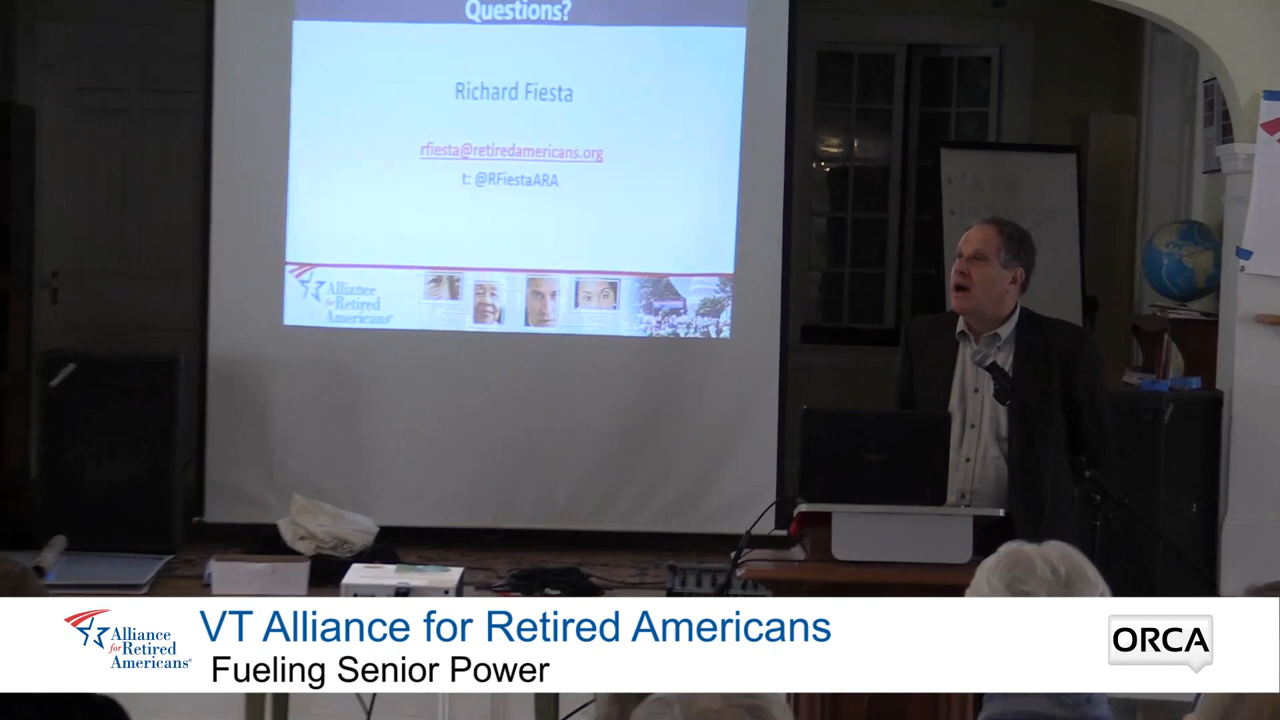 Questions?
Richard Fiesta
rfiesta@retiredamericans.org
t: @RFiestaARA
Alliance
for Retired
Americans
Alliance
for Retired
Americans®
VT Alliance for Retired Americans
Fueling Senior Power
ORCA